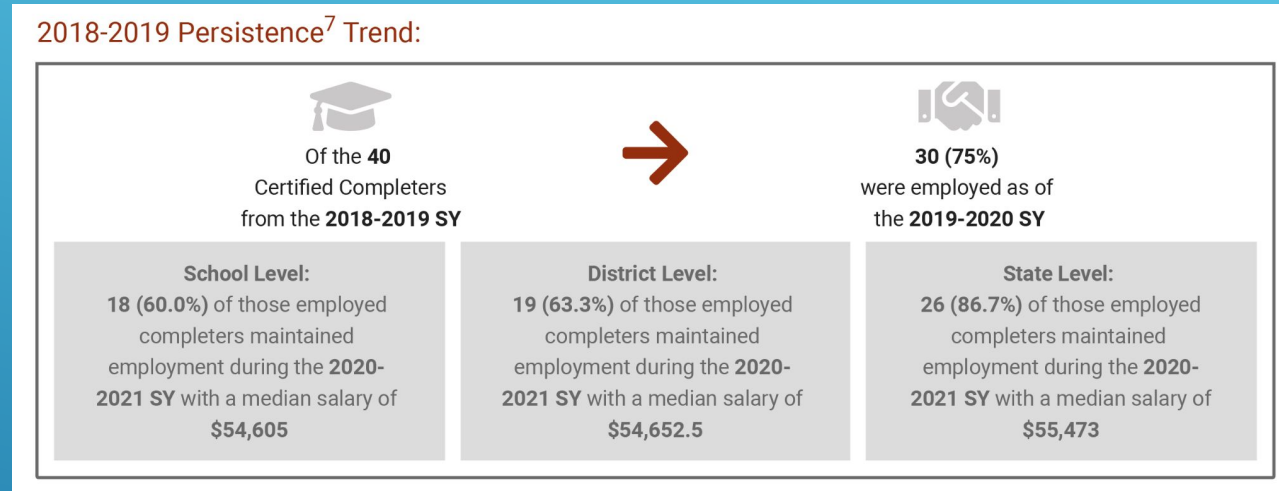 2018-2019 Persistence7 Trend:
Of the 40
Certified Completers
from the 2018-2019 SY
30 (75%)
were employed as of
the 2019-2020 SY
School Level:
18 (60.0%) of those employed
completers maintained
employment during the 2020-
2021 SY with a median salary of
$54,605
District Level:
19 (63.3%) of those employed
completers maintained
employment during the 2020-
2021 SY with a median salary of
$54,652.5
State Level:
26 (86.7%) of those employed
completers maintained
employment during the 2020-
2021 SY with a median salary of
$55,473